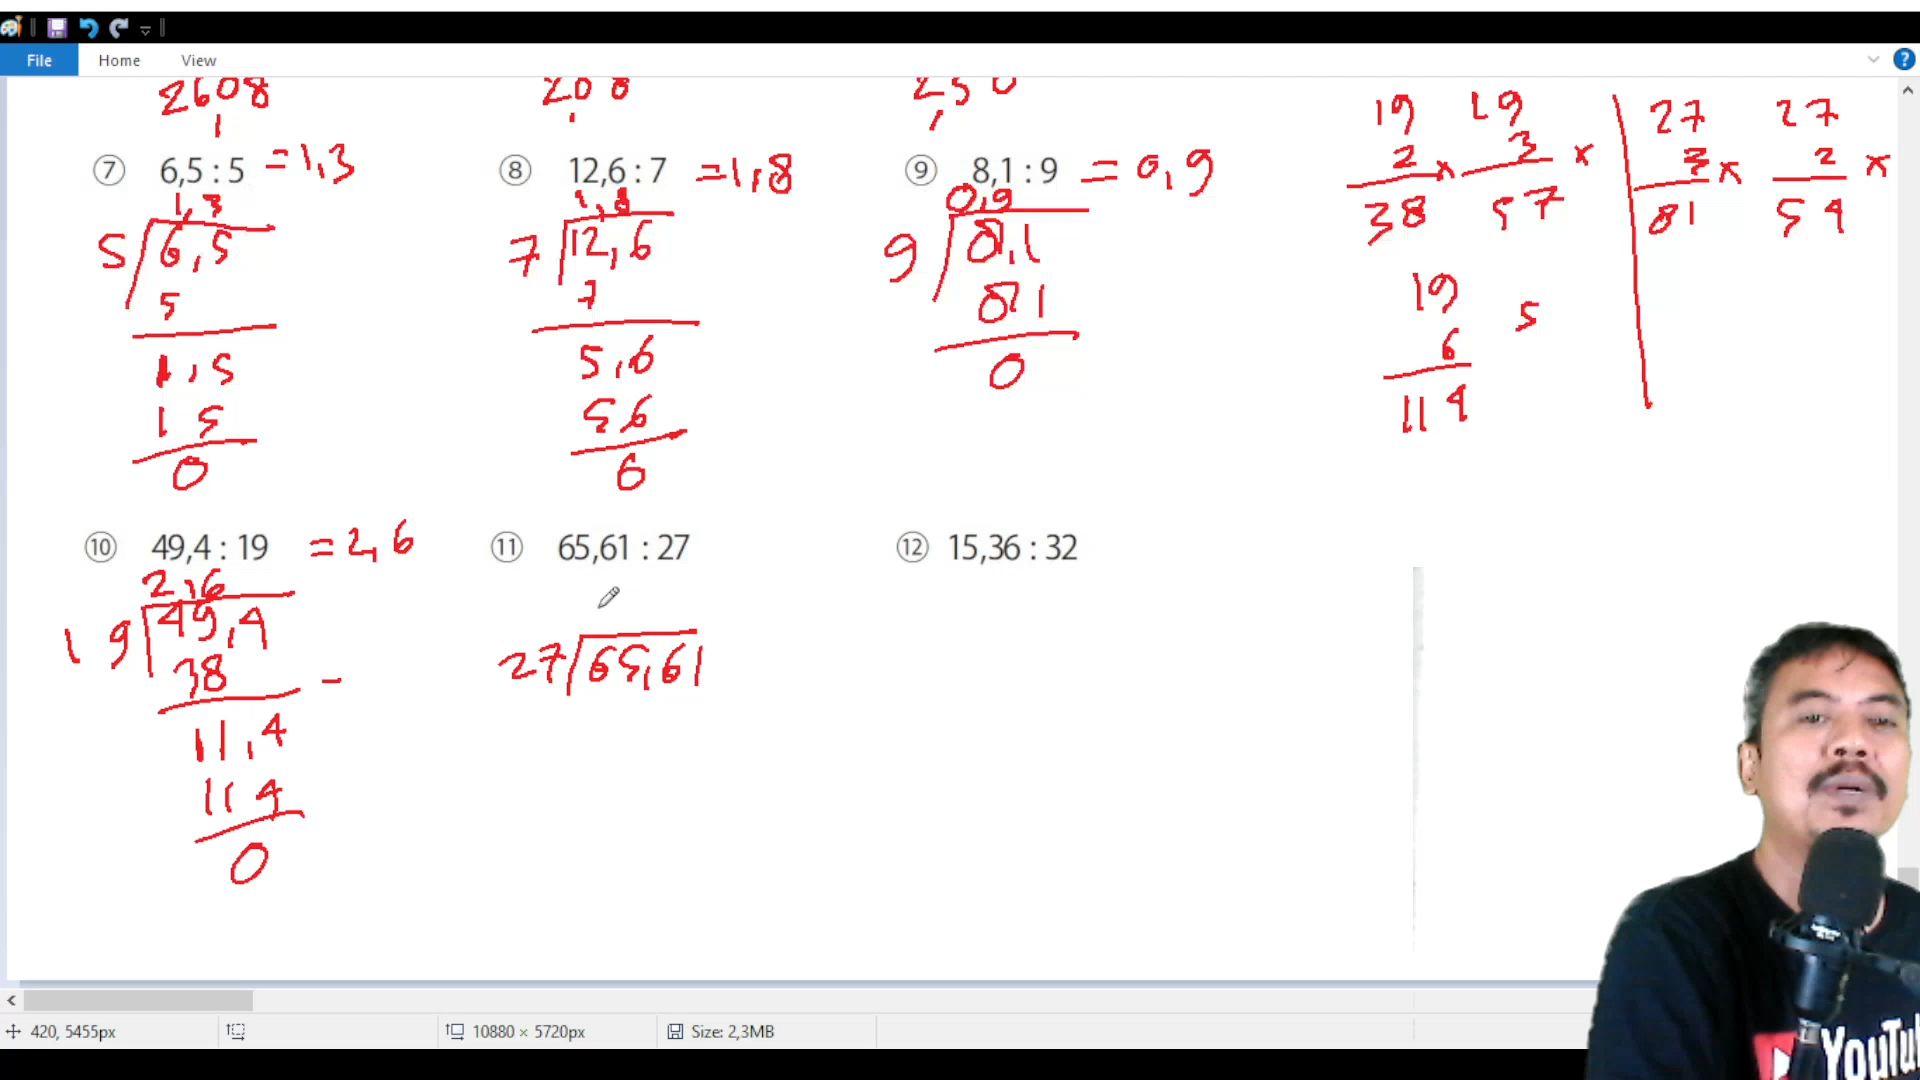 File Home View
2608
208
250
⑦ 6,5 : 5 = 1,3
1,3
5 6,5
5
1,5
15
0
⑧ 12,6 : 7 = 1,8
1,8
7 12,6
7
5,6
56
6
⑨ 8,1 : 9 = 0,9
0,9
9 8,1
81
0
19 19
2 x 3 x
38 57
19
6 5
114
27 27
3 x 2 x
81 54
⑩ 49,4 : 19 = 2,6
2,6
19 49,4
38 -
11,4
114
0
⑪ 65,61 : 27
27 65,61
⑫ 15,36 : 32
420, 5455px
10880 × 5720px
Size: 2,3MB
YouTu